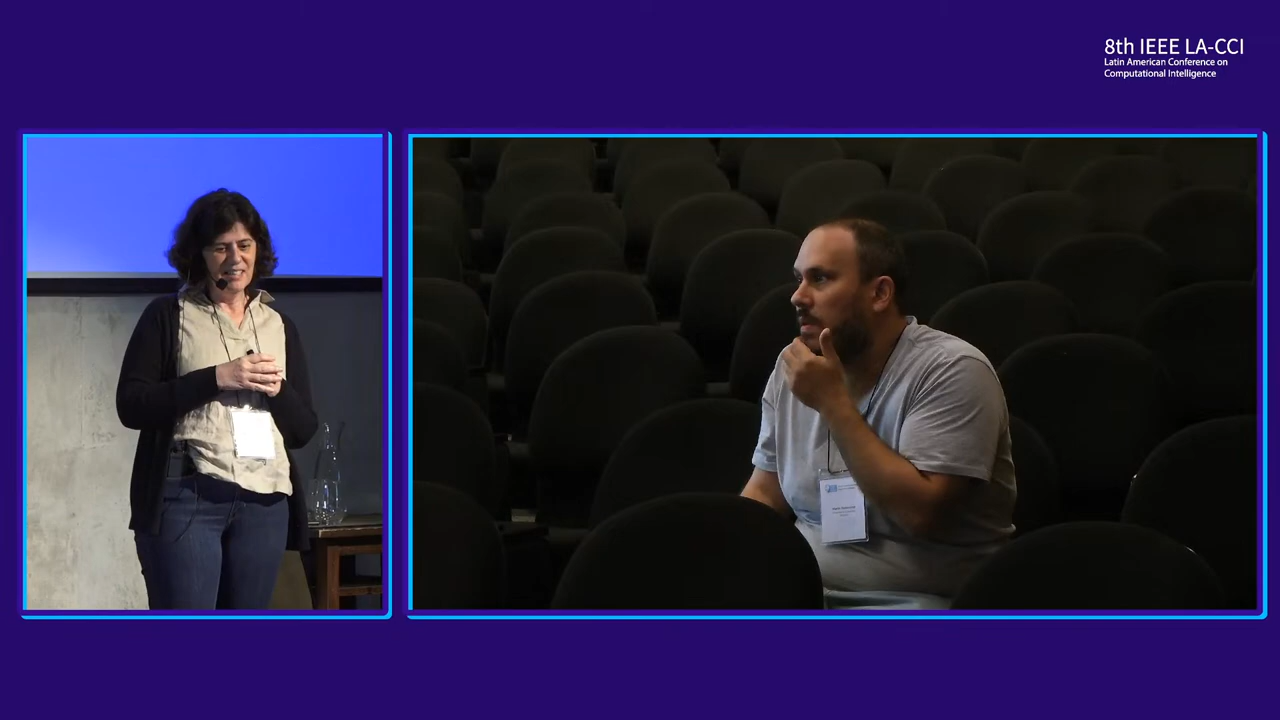 8th IEEE LA-CCI
Latin American Conference on
Computational Intelligence